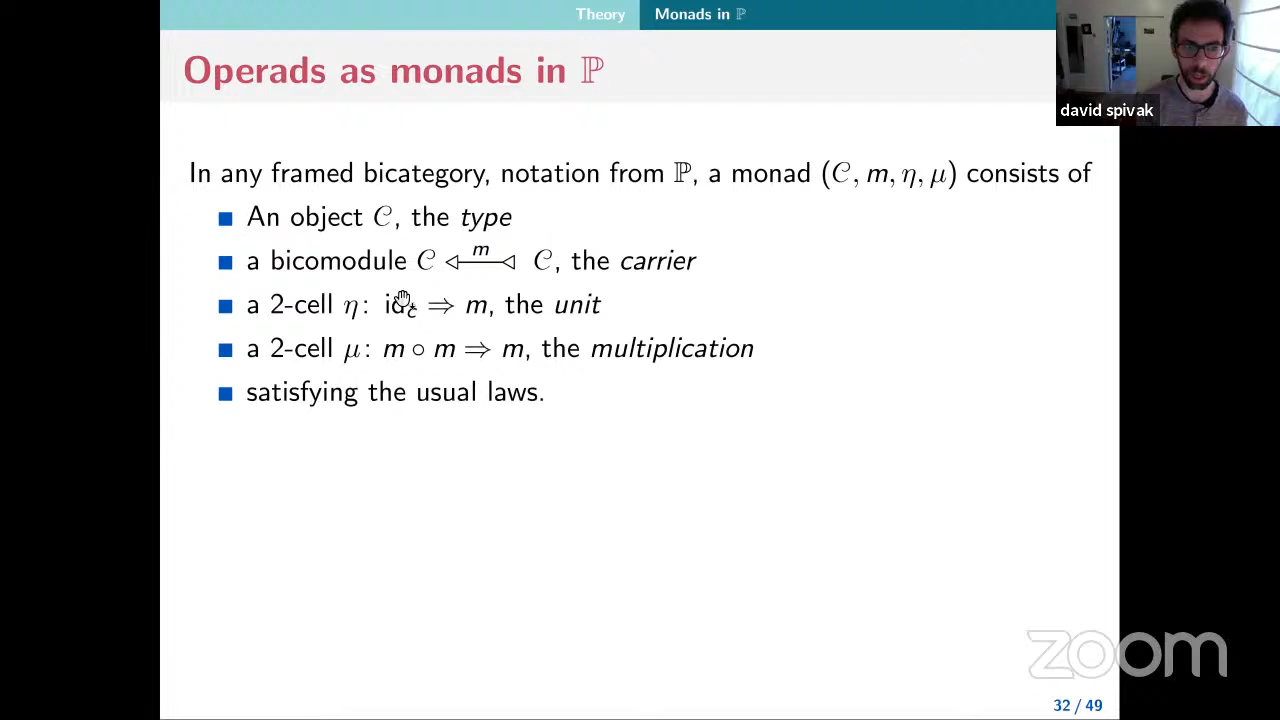 Theory Monads in ℙ
Operads as monads in ℙ
david spivak
In any framed bicategory, notation from ℙ, a monad (𝒞, m, η, μ) consists of
■ An object 𝒞, the type
■ a bicomodule 𝒞 ◁—m—◁ 𝒞, the carrier
■ a 2-cell η: id𝒸 ⇒ m, the unit
■ a 2-cell μ: m ∘ m ⇒ m, the multiplication
■ satisfying the usual laws.
zoom
32 / 49